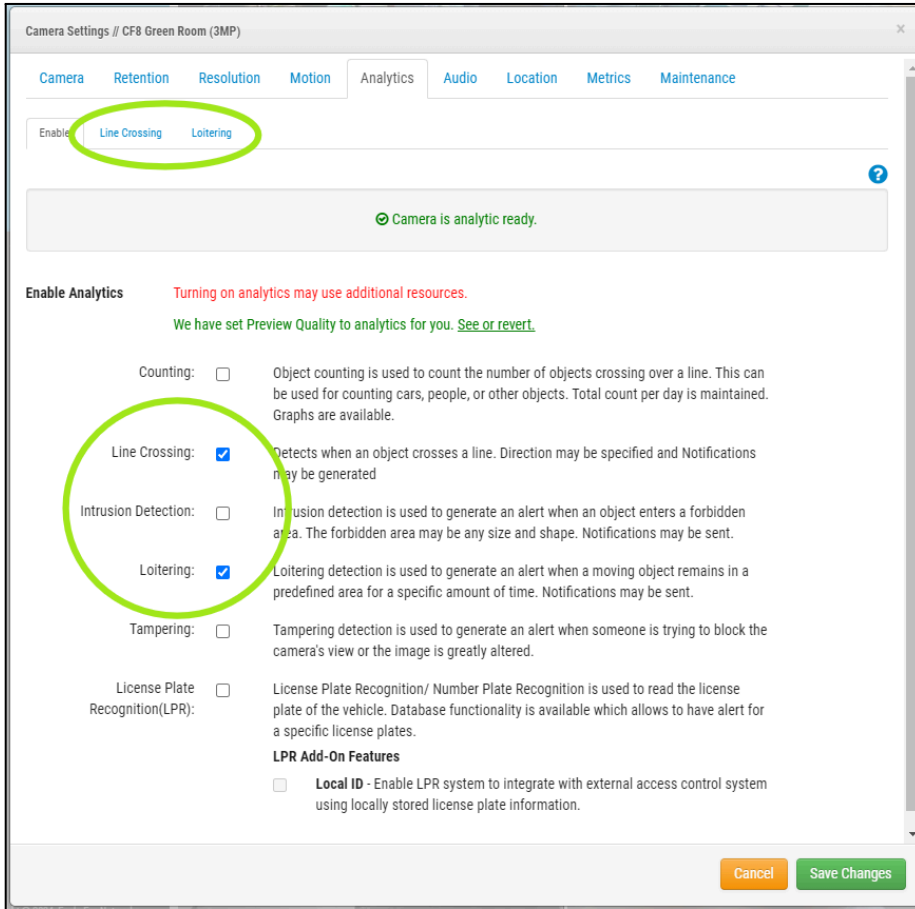 Camera Settings // CF8 Green Room (3MP)
×
Camera Retention Resolution Motion Analytics Audio Location Metrics Maintenance
Enable Line Crossing Loitering
?
Camera is analytic ready.
Enable Analytics Turning on analytics may use additional resources.
We have set Preview Quality to analytics for you. See or revert.
Counting: Object counting is used to count the number of objects crossing over a line. This can
be used for counting cars, people, or other objects. Total count per day is maintained.
Graphs are available.
Line Crossing: Detects when an object crosses a line. Direction may be specified and Notifications
may be generated
Intrusion Detection: Intrusion detection is used to generate an alert when an object enters a forbidden
area. The forbidden area may be any size and shape. Notifications may be sent.
Loitering: Loitering detection is used to generate an alert when a moving object remains in a
predefined area for a specific amount of time. Notifications may be sent.
Tampering: Tampering detection is used to generate an alert when someone is trying to block the
camera's view or the image is greatly altered.
License Plate License Plate Recognition/ Number Plate Recognition is used to read the license
Recognition(LPR): plate of the vehicle. Database functionality is available which allows to have alert for
a specific license plates.
LPR Add-On Features
Local ID - Enable LPR system to integrate with external access control system
using locally stored license plate information.
Cancel Save Changes